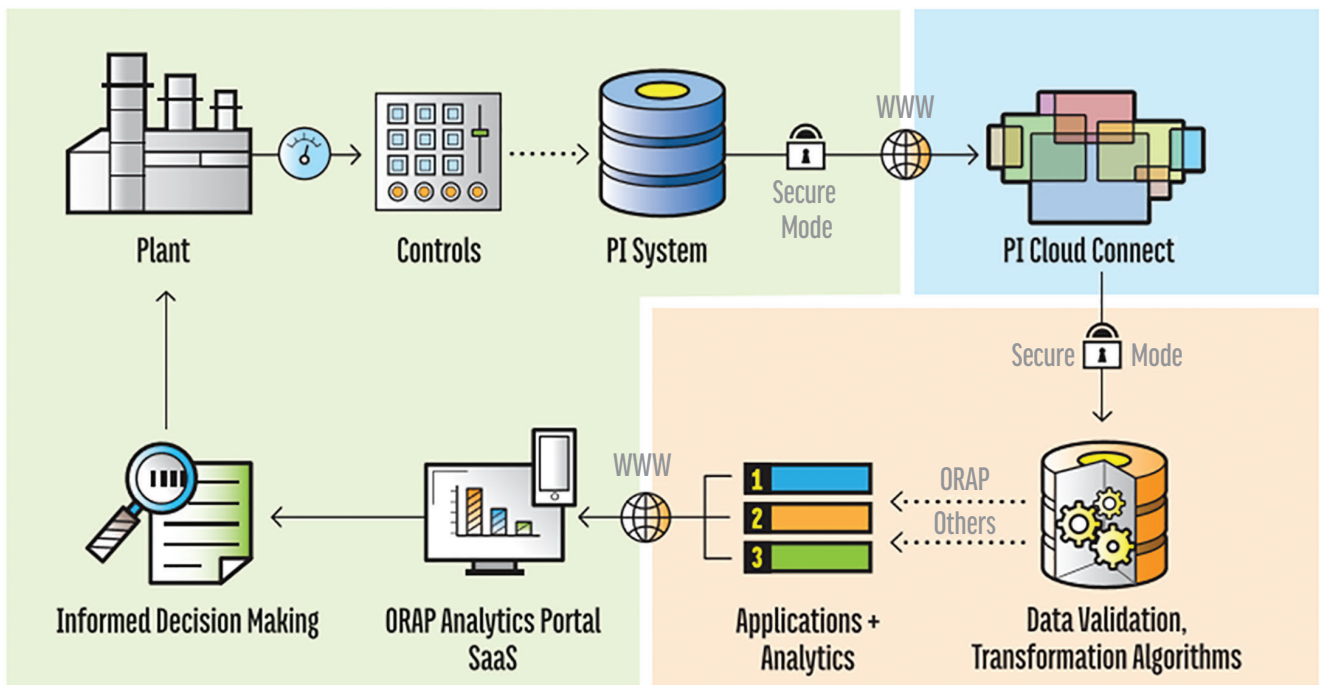 WWW
Secure
Mode
Plant
Controls
PI System
PI Cloud Connect
Secure Mode
WWW
1
2
3
ORAP
Others
Informed Decision Making
ORAP Analytics Portal
SaaS
Applications +
Analytics
Data Validation,
Transformation Algorithms